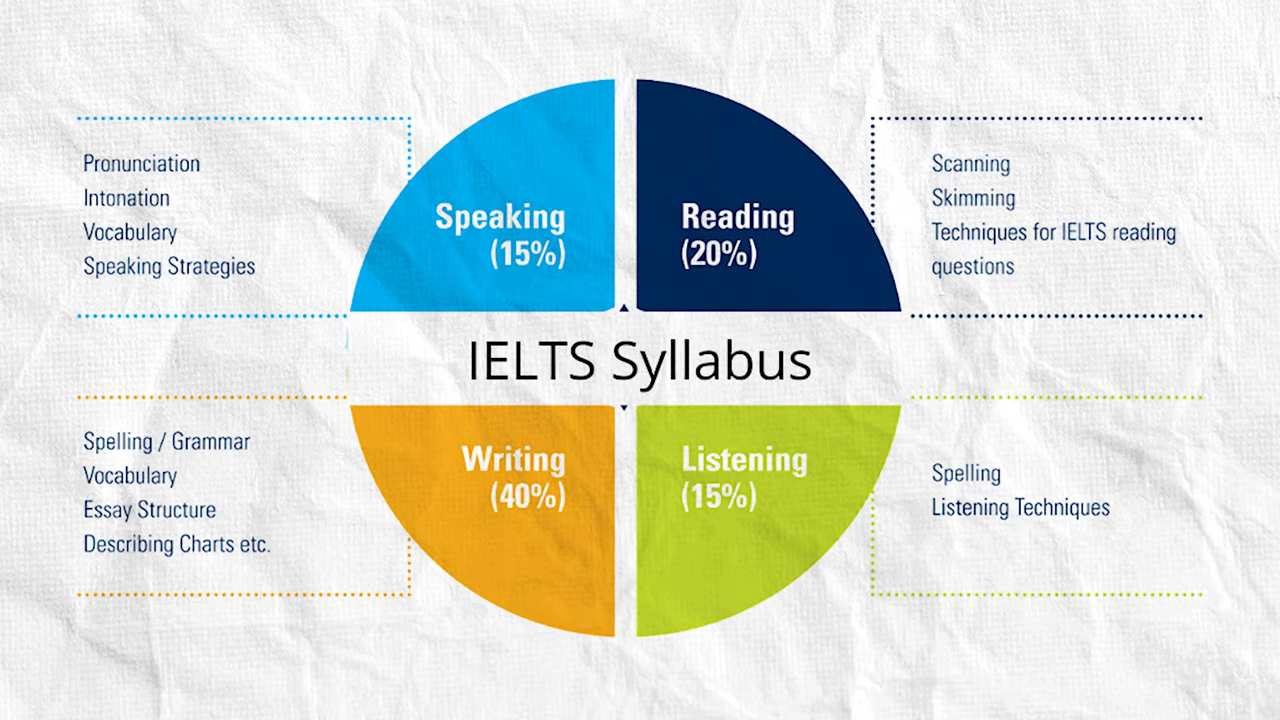 Pronunciation
Intonation
Vocabulary
Speaking Strategies
Speaking
(15%)
Reading
(20%)
Scanning
Skimming
Techniques for IELTS reading
questions
IELTS Syllabus
Spelling / Grammar
Vocabulary
Essay Structure
Describing Charts etc.
Writing
(40%)
Listening
(15%)
Spelling
Listening Techniques